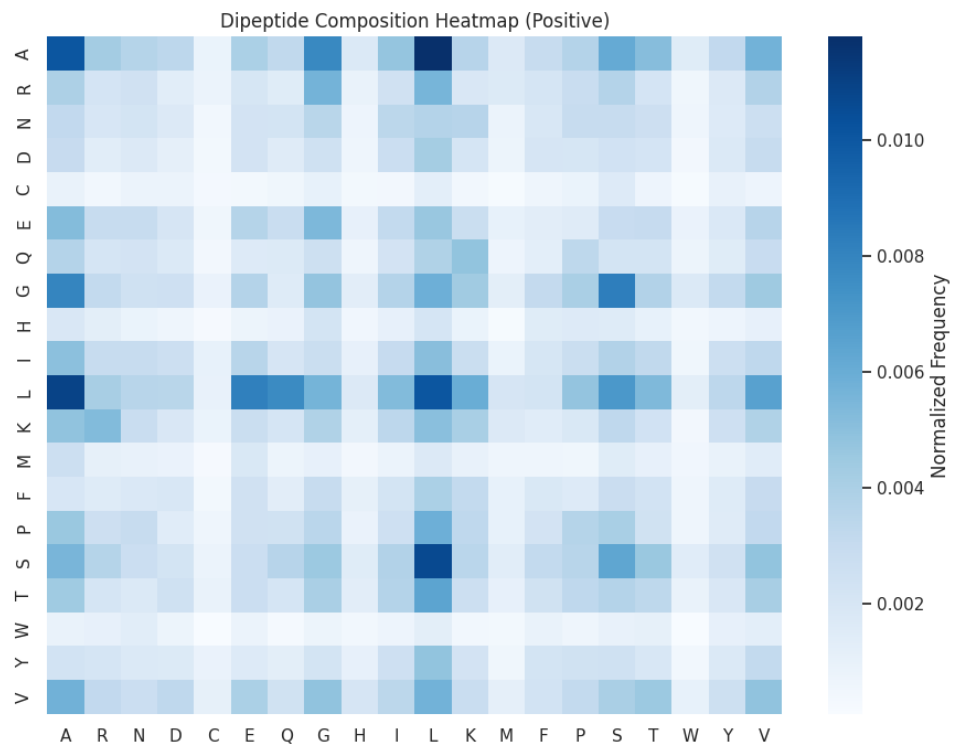 Dipeptide Composition Heatmap (Positive)
A
R
N
D
C
E
Q
G
H
I
L
K
M
F
P
S
T
W
Y
V
A R N D C E Q G H I L K M F P S T W Y V
0.010
0.008
0.006
0.004
0.002
Normalized Frequency